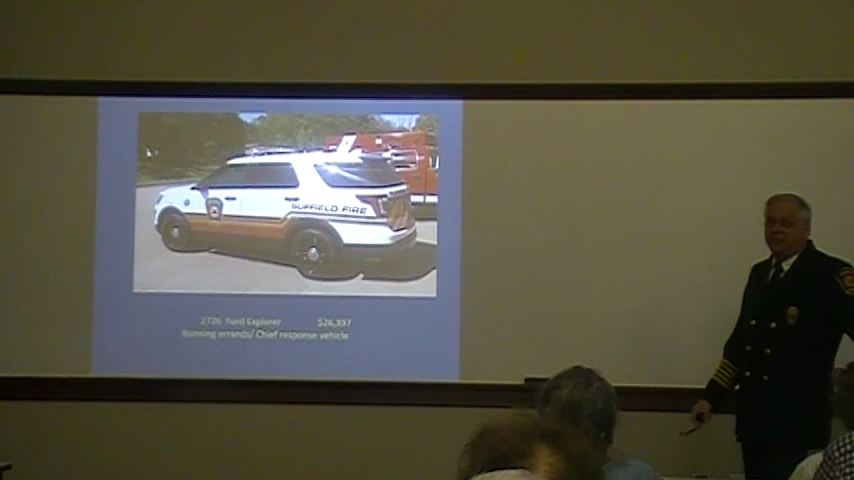 SUFFIELD FIRE
2726 Ford Explorer $26,397
Running errands/ Chief response vehicle